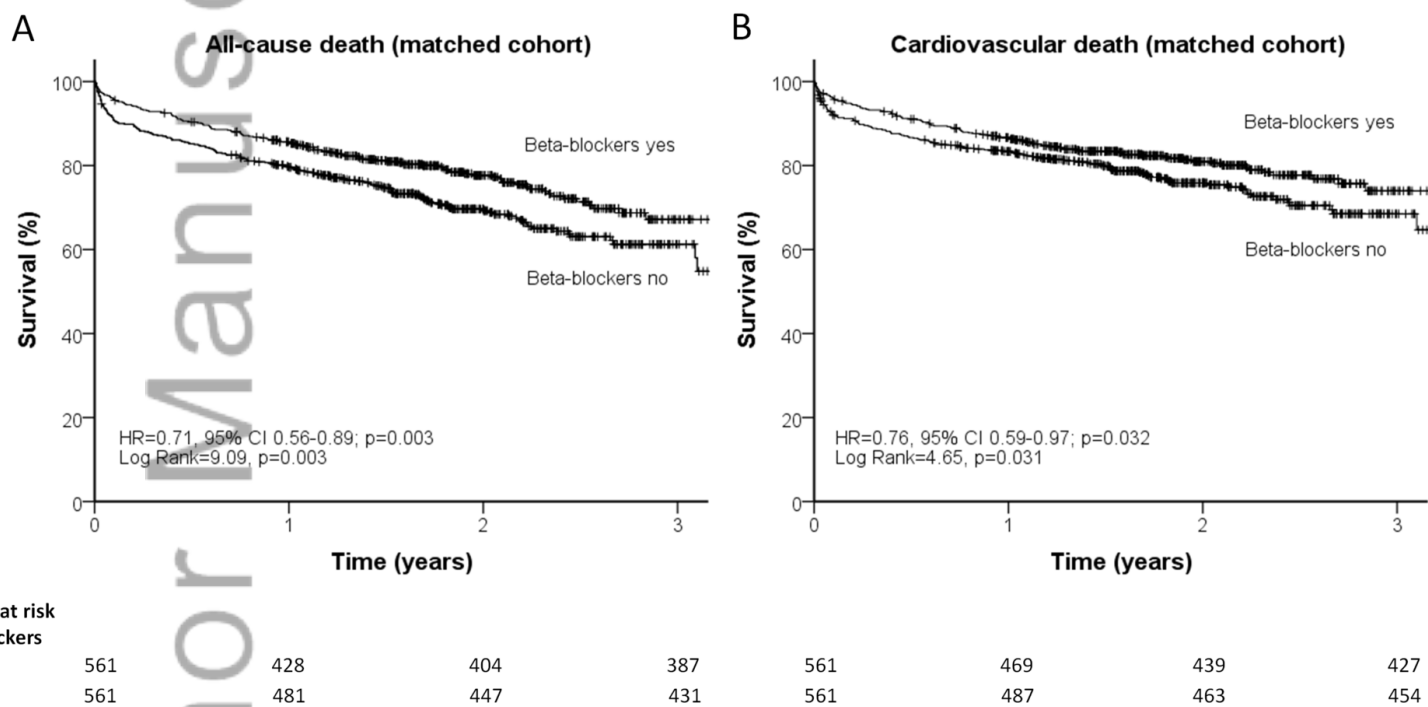 A
All-cause death (matched cohort)
100
80
60
40
20
0
Survival (%)
Beta-blockers yes
Beta-blockers no
HR=0.71, 95% CI 0.56-0.89; p=0.003
Log Rank=9.09, p=0.003
0 1 2 3
Time (years)
B
Cardiovascular death (matched cohort)
100
80
60
40
20
0
Survival (%)
Beta-blockers yes
Beta-blockers no
HR=0.76, 95% CI 0.59-0.97; p=0.032
Log Rank=4.65, p=0.031
0 1 2 3
Time (years)
at risk
ckers
561 428 404 387 561 469 439 427
561 481 447 431 561 487 463 454
hor Manusc